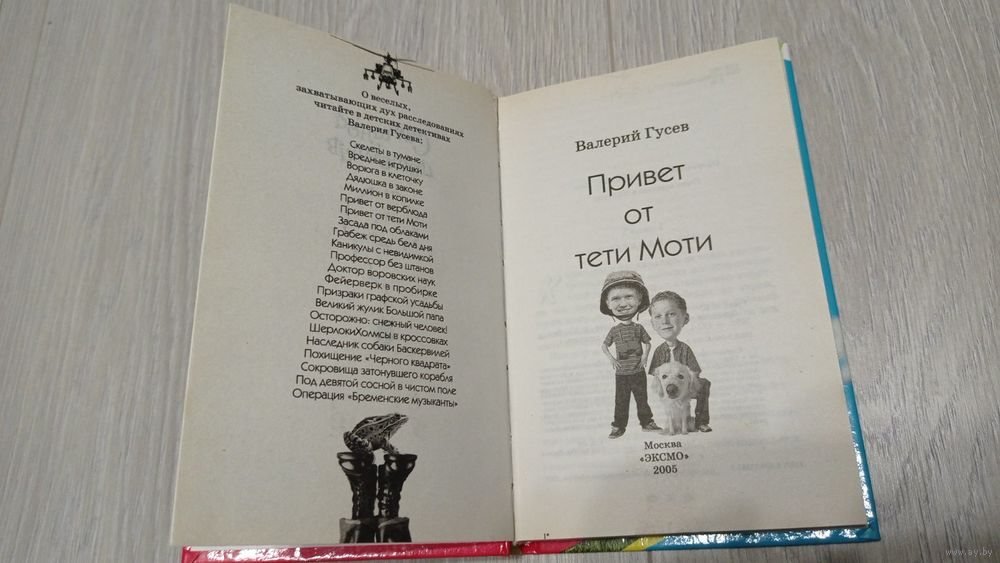 О веселых,
захватывающих дух расследованиях
читайте в детских детективах
Валерия Гусева:
Скелеты в тумане
Вредные игрушки
Ворюга в клеточку
Дядюшка в законе
Миллион в копилке
Привет от верблюда
Привет от тети Моти
Засада под облаками
Грабеж средь бела дня
Каникулы с невидимкой
Профессор без штанов
Доктор воровских наук
Фейерверк в пробирке
Призраки графской усадьбы
Великий жулик Большой папа
Осторожно: снежный человек!
ШерлокиХолмсы в кроссовках
Наследник собаки Баскервилей
Похищение «Черного квадрата»
Сокровища затонувшего корабля
Под девятой сосной в чистом поле
Операция «Бременские музыканты»
Валерий Гусев
Привет
от
тети Моти
Москва
«ЭКСМО»
2005
1*
www.ay.by